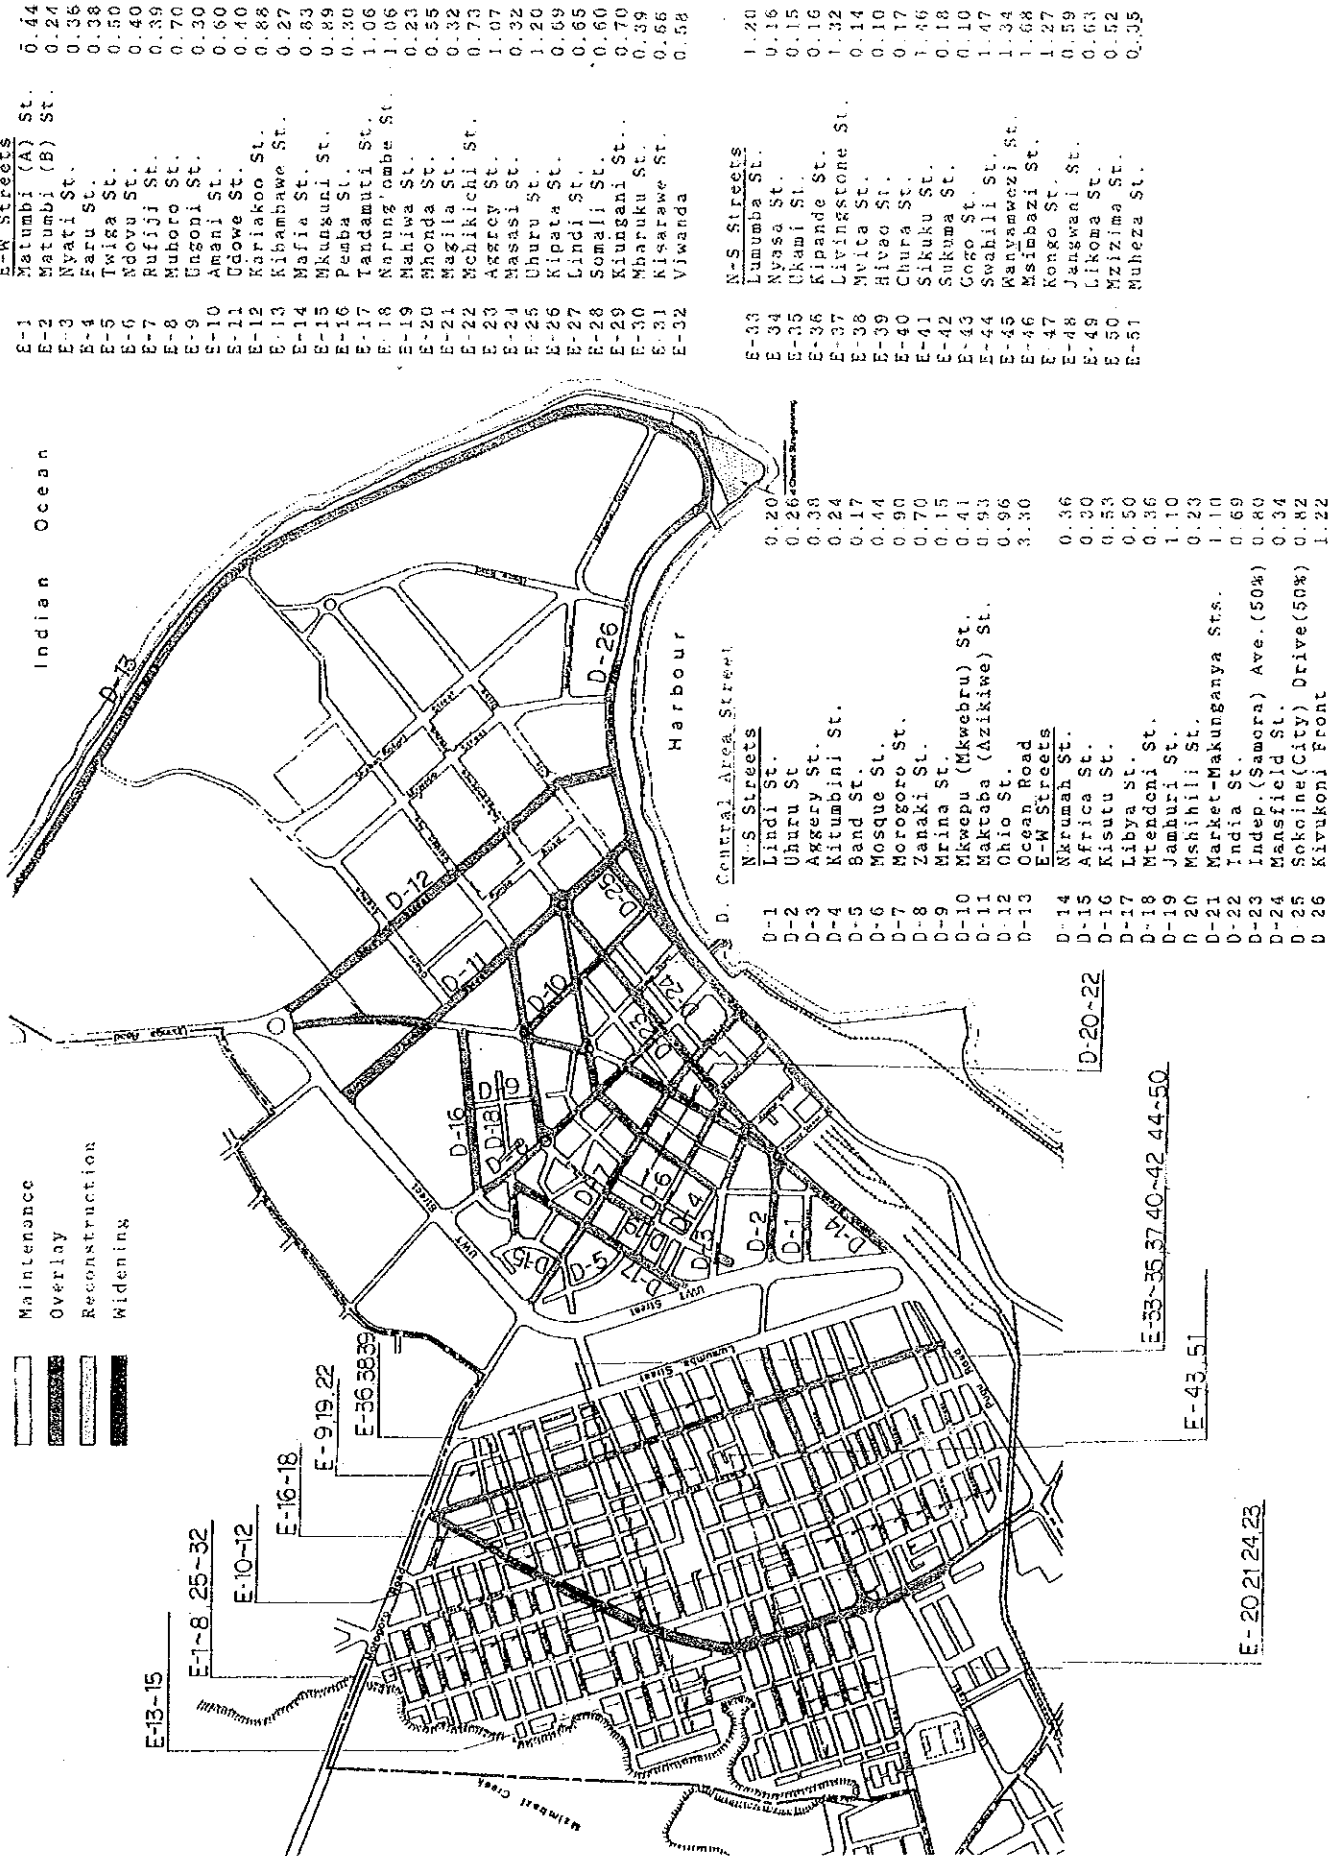 E-W Streets
E-1 Matumbi (A) St. 0.44
E-2 Matumbi (B) St. 0.24
E-3 Nyati St. 0.36
E-4 Faru St. 0.38
E-5 Twiga St. 0.50
E-6 Ndovu St. 0.40
E-7 Rufiji St. 0.39
E-8 Muhoro St. 0.70
E-9 Ungoni St. 0.30
E-10 Amani St. 0.60
E-11 Udowe St. 0.40
E-12 Kariakoo St. 0.88
E-13 Kihambawe St. 0.27
E-14 Mafia St. 0.83
E-15 Mkunguni St. 0.89
E-16 Pemba St. 0.30
E-17 Tandamuti St. 1.06
E-18 Narung'ombe St. 1.06
E-19 Mahiwa St. 0.23
E-20 Mhonda St. 0.55
E-21 Magila St. 0.32
E-22 Mchikichi St. 0.73
E-23 Aggrey St. 1.07
E-24 Masasi St. 0.32
E-25 Uhuru St. 1.20
E-26 Kipata St. 0.69
E-27 Lindi St. 0.65
E-28 Somali St. 0.60
E-29 Kiungani St. 0.70
E-30 Mbaruku St. 0.39
E-31 Kisarawe St. 0.66
E-32 Viwanda 0.58
N-S Streets
E-33 Lumumba St. 1.20
E-34 Nyasa St. 0.16
E-35 Ukami St. 0.15
E-36 Kipande St. 0.16
E-37 Livingstone St. 1.32
E-38 Mvita St. 0.14
E-39 Hivao St. 0.10
E-40 Chura St. 0.17
E-41 Sikuku St. 1.46
E-42 Sukuma St. 0.18
E-43 Gogo St. 0.10
E-44 Swahili St. 1.47
E-45 Wanyamwezi St. 1.34
E-46 Msimbazi St. 1.68
E-47 Kongo St. 1.27
E-48 Jangwani St. 0.59
E-49 Likoma St. 0.63
E-50 Mzizima St. 0.52
E-51 Muheza St. 0.35
Indian Ocean
Harbour
D-13
D-26
D-12
D-25
D-11
D-10
D-24
D-23
D-9
D-16
D-18
D-8
D-7
D-6
D-4
D-19
D-3
D-2
D-1
D-14
D-15
D-5
D-17
Upanga Road
UWT Street
UWT Street
Lumumba Street
Pugu Road
Morogoro Road
Msimbazi Creek
Maintenance
Overlay
Reconstruction
Widening
E-13~15
E-1~8, 25~32
E-10~12
E-16~18
E-9,19,22
E-36,38,39
D-20~22
E-33~35,37,40~42,44~50
E-43,51
E-20,21,24,23
D. Central Area Street
N-S Streets
D-1 Lindi St. 0.20
D-2 Uhuru St. 0.26
D-3 Aggery St. 0.38
D-4 Kitumbini St. 0.24
D-5 Band St. 0.17
D-6 Mosque St. 0.44
D-7 Morogoro St. 0.90
D-8 Zanaki St. 0.70
D-9 Mrina St. 0.15
D-10 Mkwepu (Mkwebru) St. 0.41
D-11 Maktaba (Azikiwe) St. 0.93
D-12 Ohio St. 0.96
D-13 Ocean Road 3.30
E-W Streets
D-14 Nkrumah St. 0.36
D-15 Africa St. 0.30
D-16 Kisutu St. 0.53
D-17 Libya St. 0.50
D-18 Mtendeni St. 0.36
D-19 Jamhuri St. 1.10
D-20 Mshihili St. 0.23
D-21 Market-Makunganya Sts. 1.10
D-22 India St. 0.69
D-23 Indep.(Samora) Ave.(50%) 0.80
D-24 Mansfield St. 0.34
D-25 Sokoine(City) Drive(50%) 0.82
D-26 Kivukoni Front 1.22